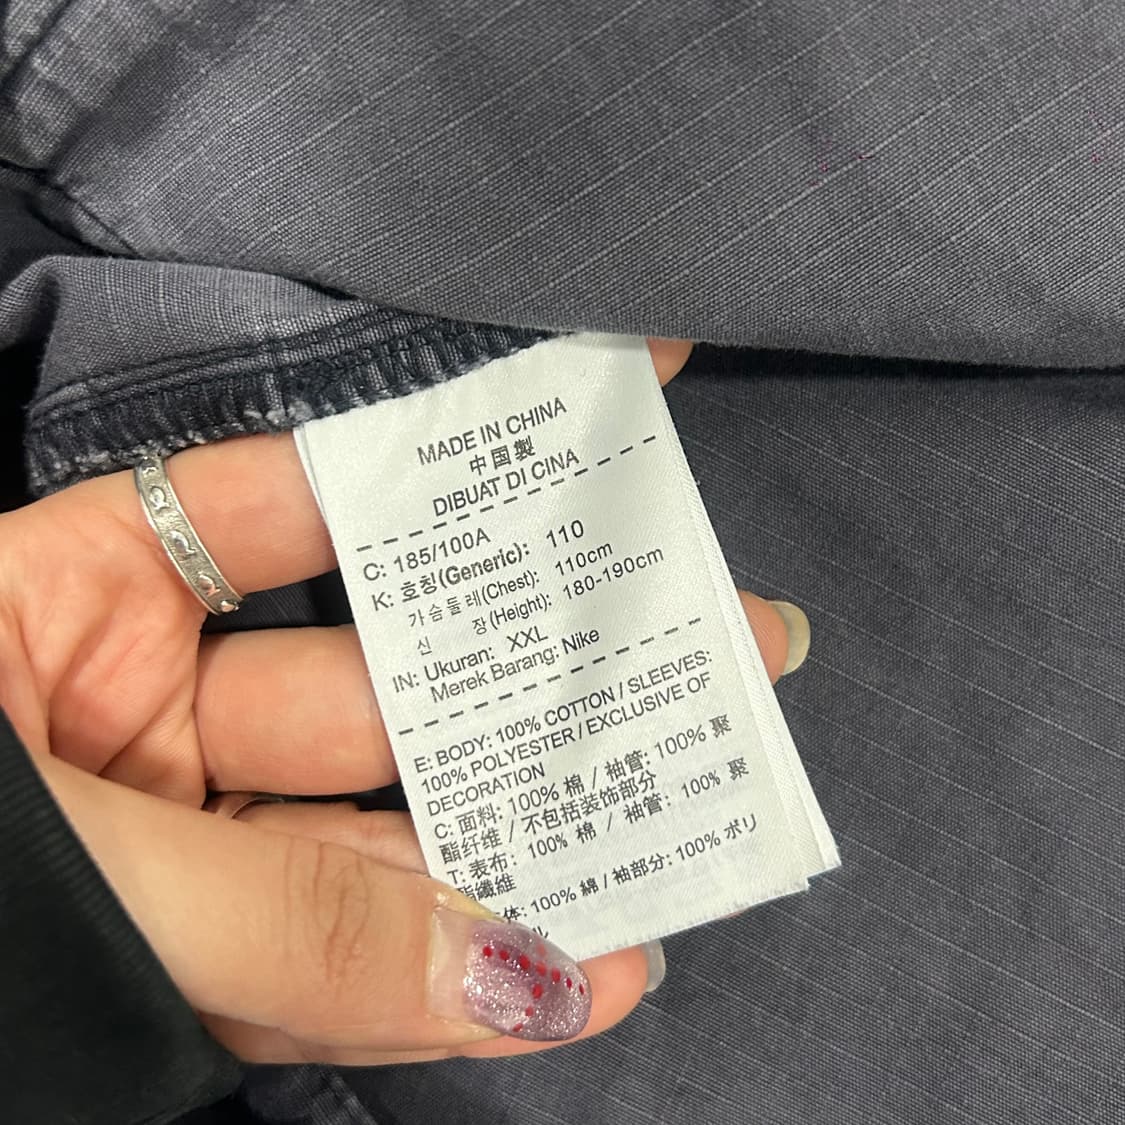 MADE IN CHINA
中国製
DIBUAT DI CINA
C: 185/100A
K: 호칭(Generic): 110
가슴둘레(Chest): 110cm
신 장(Height): 180-190cm
IN: Ukuran: XXL
Merek Barang: Nike
E: BODY: 100% COTTON / SLEEVES:
100% POLYESTER / EXCLUSIVE OF
DECORATION
C: 面料: 100% 棉 / 袖管: 100% 聚
酯纤维 / 不包括装饰部分
T: 表布: 100% 棉 / 袖管: 100% 聚
酯纖維
体: 100% 綿 / 袖部分: 100% ポリ
ル